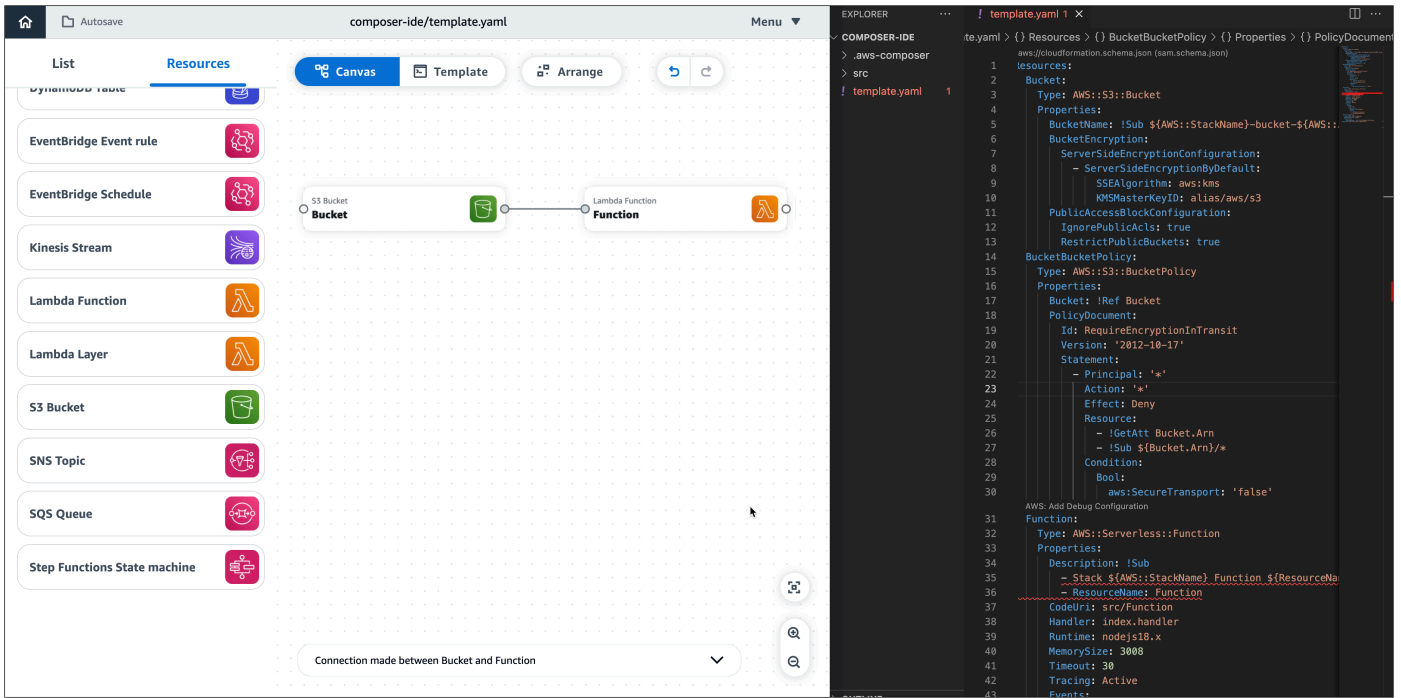 Autosave
composer-ide/template.yaml
Menu
List
Resources
Canvas
Template
Arrange
DynamoDB Table
EventBridge Event rule
EventBridge Schedule
Kinesis Stream
Lambda Function
Lambda Layer
S3 Bucket
SNS Topic
SQS Queue
Step Functions State machine
S3 Bucket
Bucket
Lambda Function
Function
Connection made between Bucket and Function
EXPLORER
COMPOSER-IDE
.aws-composer
src
! template.yaml 1
OUTLINE
! template.yaml 1 ×
te.yaml > {} Resources > {} BucketBucketPolicy > {} Properties > {} PolicyDocument
aws://cloudformation.schema.json (sam.schema.json)
1 Resources:
2 Bucket:
3 Type: AWS::S3::Bucket
4 Properties:
5 BucketName: !Sub ${AWS::StackName}-bucket-${AWS::
6 BucketEncryption:
7 ServerSideEncryptionConfiguration:
8 - ServerSideEncryptionByDefault:
9 SSEAlgorithm: aws:kms
10 KMSMasterKeyID: alias/aws/s3
11 PublicAccessBlockConfiguration:
12 IgnorePublicAcls: true
13 RestrictPublicBuckets: true
14 BucketBucketPolicy:
15 Type: AWS::S3::BucketPolicy
16 Properties:
17 Bucket: !Ref Bucket
18 PolicyDocument:
19 Id: RequireEncryptionInTransit
20 Version: '2012-10-17'
21 Statement:
22 - Principal: '*'
23 Action: '*'
24 Effect: Deny
25 Resource:
26 - !GetAtt Bucket.Arn
27 - !Sub ${Bucket.Arn}/*
28 Condition:
29 Bool:
30 aws:SecureTransport: 'false'
AWS: Add Debug Configuration
31 Function:
32 Type: AWS::Serverless::Function
33 Properties:
34 Description: !Sub
35 - Stack ${AWS::StackName} Function ${ResourceNa
36 - ResourceName: Function
37 CodeUri: src/Function
38 Handler: index.handler
39 Runtime: nodejs18.x
40 MemorySize: 3008
41 Timeout: 30
42 Tracing: Active
43 Events: